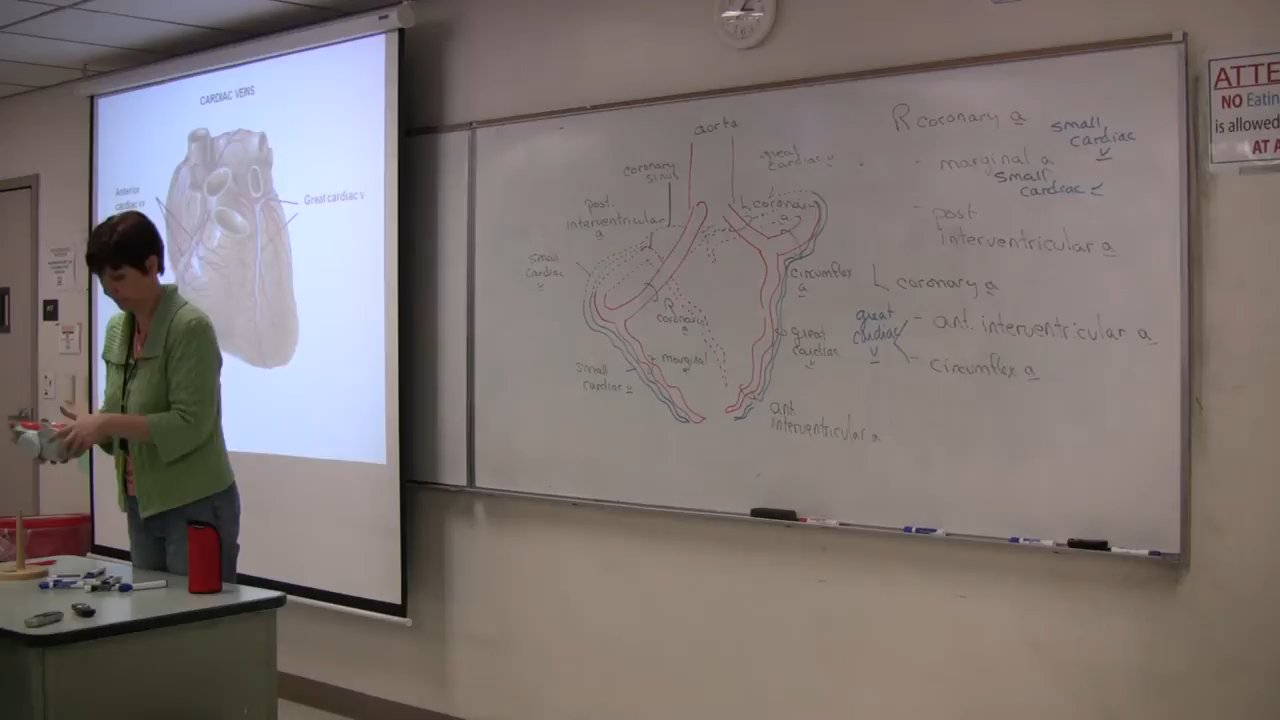 CARDIAC VEINS
Anterior
cardiac vv
Great cardiac v
aorta
coronary
sinus
great
cardiac v
post.
interventricular
a
L coronary
a
small
cardiac
v
circumflex
a
R
coronary
a
great
cardiac
v
marginal
a
small
cardiac v
ant.
interventricular a
R coronary a
small
cardiac
v
- marginal a
small
cardiac v
- post
interventricular a
L coronary a
great
cardiac
v
- ant. interventricular a
- circumflex a
ATTE
NO Eatin
is allowed
AT A